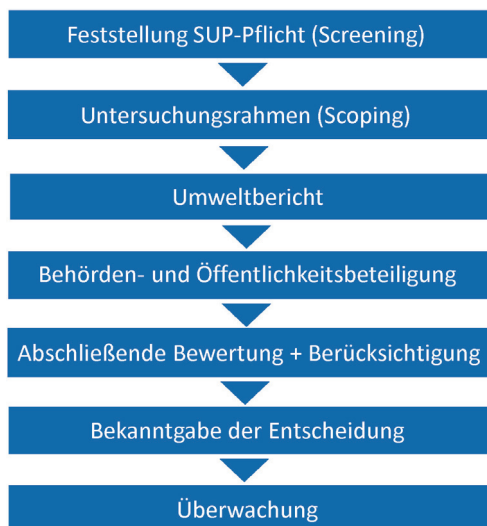 Feststellung SUP-Pflicht (Screening)
Untersuchungsrahmen (Scoping)
Umweltbericht
Behörden- und Öffentlichkeitsbeteiligung
Abschließende Bewertung + Berücksichtigung
Bekanntgabe der Entscheidung
Überwachung